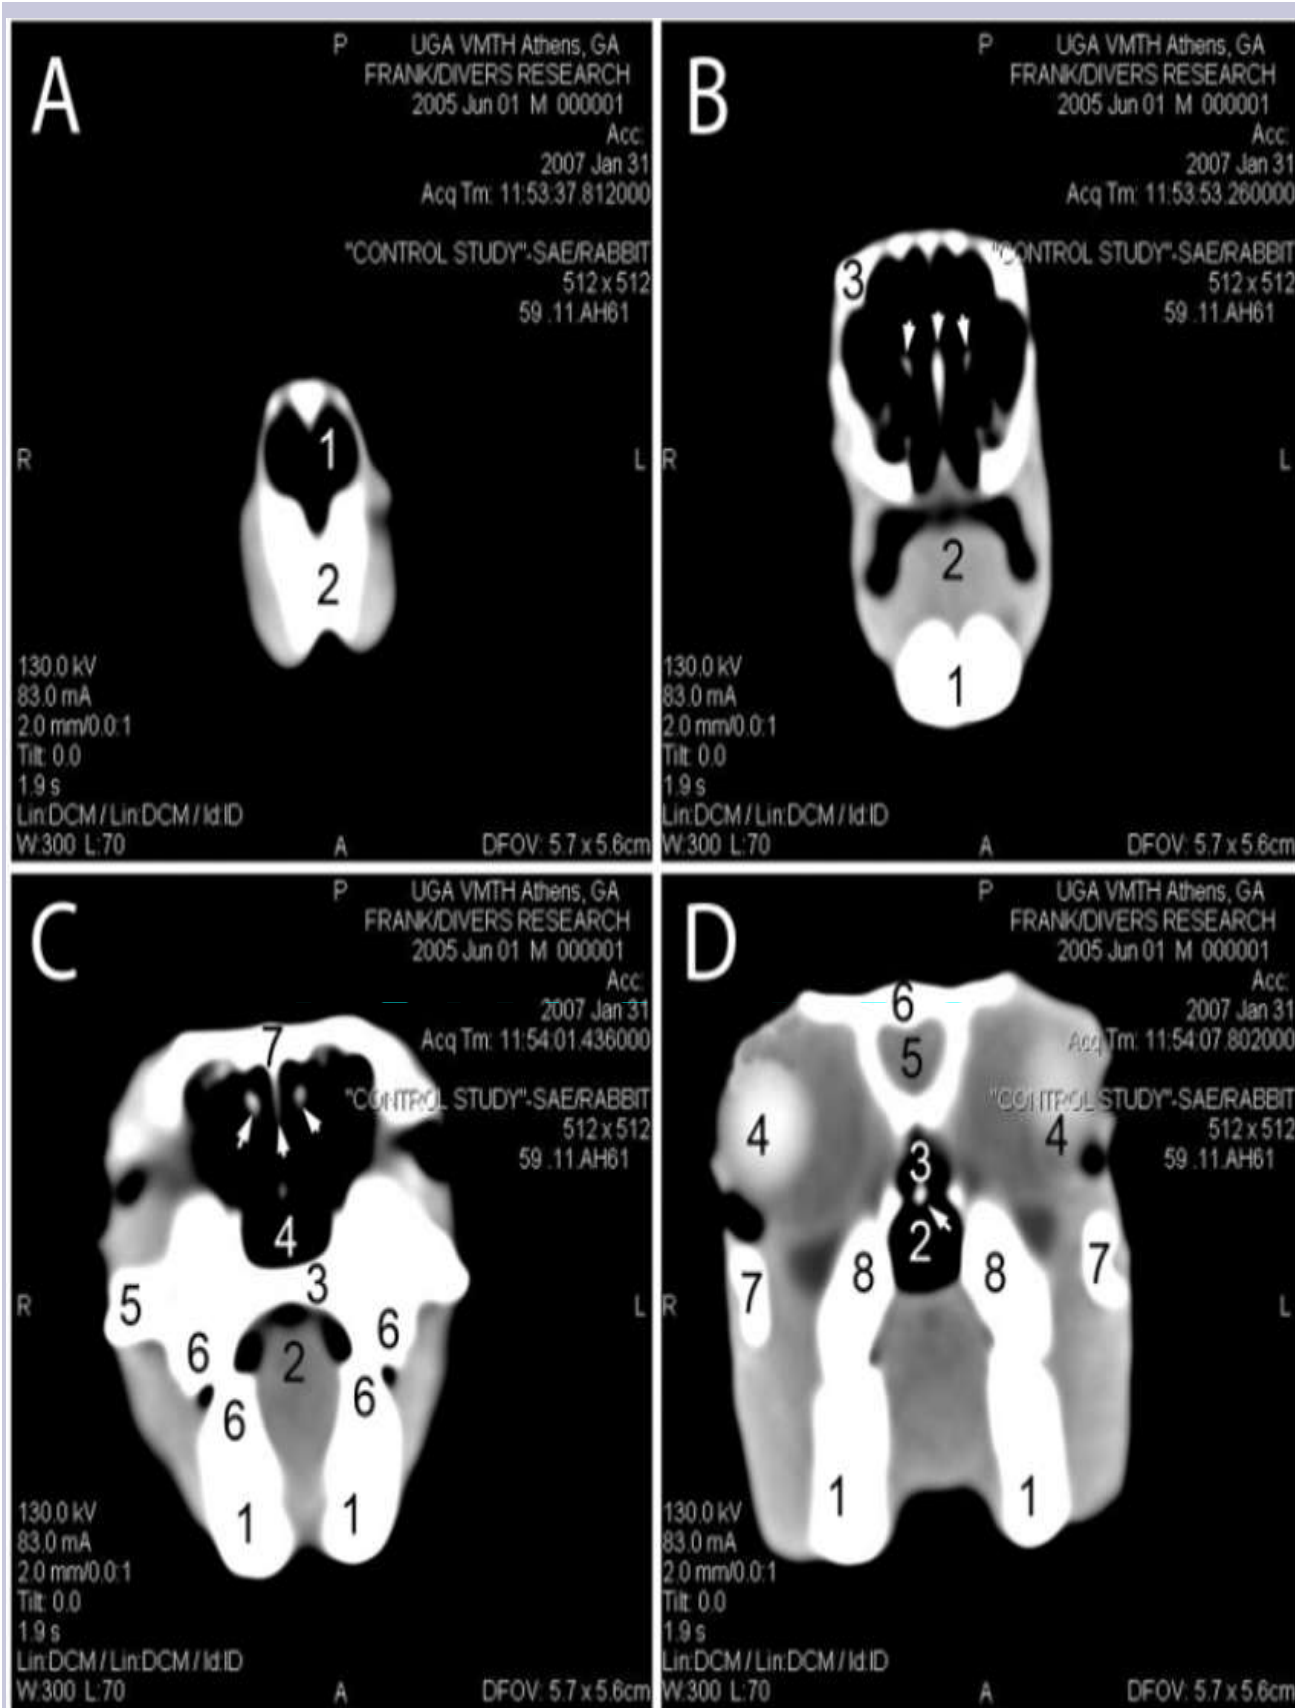 A
P
UGA VMTH Athens, GA
FRANK/DIVERS RESEARCH
2005 Jun 01 M 000001
Acc:
2007 Jan 31
Acq Tm: 11:53:37.812000
"CONTROL STUDY"-SAE/RABBIT
512 x 512
59 .11.AH61
1
R
L
2
130.0 kV
83.0 mA
2.0 mm/0.0:1
Tilt: 0.0
1.9 s
Lin:DCM / Lin:DCM / Id:ID
W:300 L:70
A
DFOV: 5.7 x 5.6cm
B
P
UGA VMTH Athens, GA
FRANK/DIVERS RESEARCH
2005 Jun 01 M 000001
Acc:
2007 Jan 31
Acq Tm: 11:53:53.260000
"CONTROL STUDY"-SAE/RABBIT
3
512 x 512
59 .11.AH61
R
L
2
1
130.0 kV
83.0 mA
2.0 mm/0.0:1
Tilt: 0.0
1.9 s
Lin:DCM / Lin:DCM / Id:ID
W:300 L:70
A
DFOV: 5.7 x 5.6cm
C
P
UGA VMTH Athens, GA
FRANK/DIVERS RESEARCH
2005 Jun 01 M 000001
Acc:
2007 Jan 31
7
Acq Tm: 11:54:01.436000
"CONTROL STUDY"-SAE/RABBIT
512 x 512
59 .11.AH61
4
3
5
R
L
6
6
2
6
6
1
1
130.0 kV
83.0 mA
2.0 mm/0.0:1
Tilt: 0.0
1.9 s
Lin:DCM / Lin:DCM / Id:ID
W:300 L:70
A
DFOV: 5.7 x 5.6cm
D
P
UGA VMTH Athens, GA
FRANK/DIVERS RESEARCH
2005 Jun 01 M 000001
Acc:
6
2007 Jan 31
Acq Tm: 11:54:07.802000
5
"CONTROL STUDY"-SAE/RABBIT
512 x 512
4
4
59 .11.AH61
3
2
8
8
7
7
R
L
1
1
130.0 kV
83.0 mA
2.0 mm/0.0:1
Tilt: 0.0
1.9 s
Lin:DCM / Lin:DCM / Id:ID
W:300 L:70
A
DFOV: 5.7 x 5.6cm